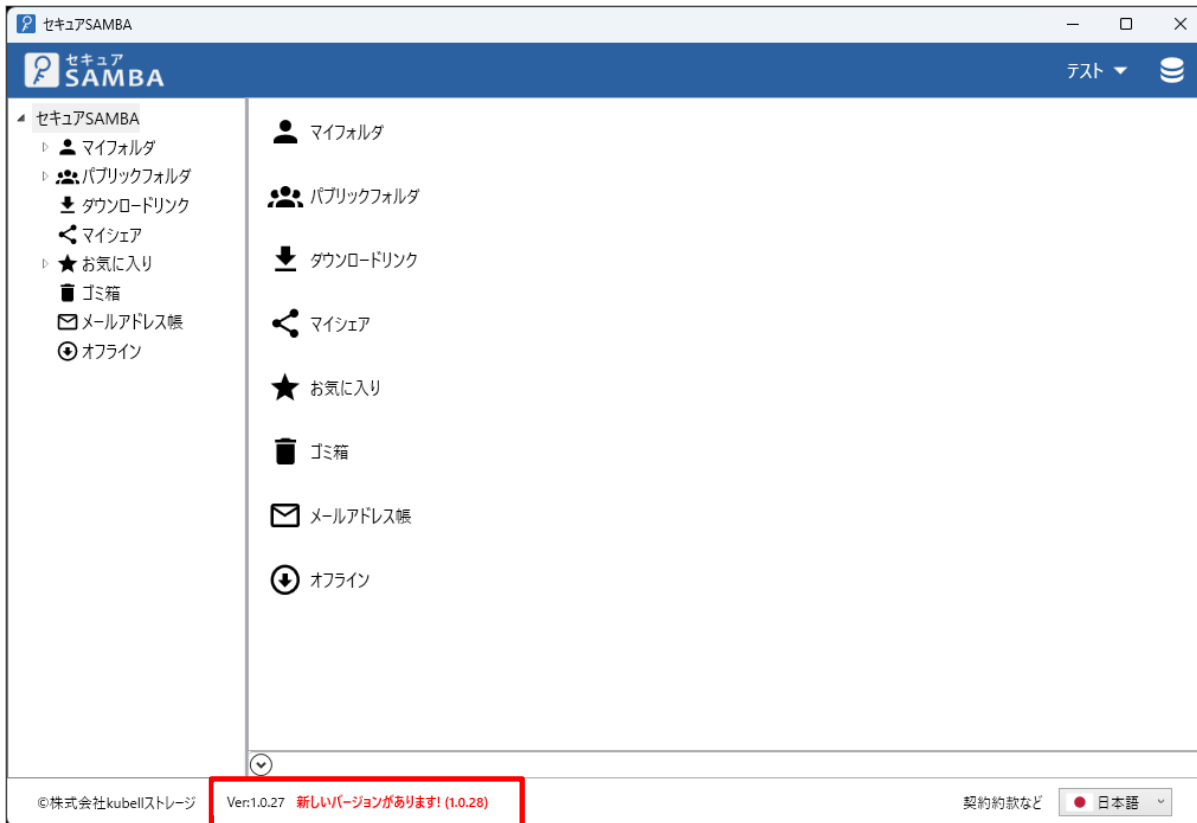 セキュアSAMBA
セキュア
SAMBA
テスト
セキュアSAMBA
マイフォルダ
パブリックフォルダ
ダウンロードリンク
マイシェア
お気に入り
ゴミ箱
メールアドレス帳
オフライン
マイフォルダ
パブリックフォルダ
ダウンロードリンク
マイシェア
お気に入り
ゴミ箱
メールアドレス帳
オフライン
©株式会社kubellストレージ Ver:1.0.27 新しいバージョンがあります! (1.0.28) 契約約款など 日本語